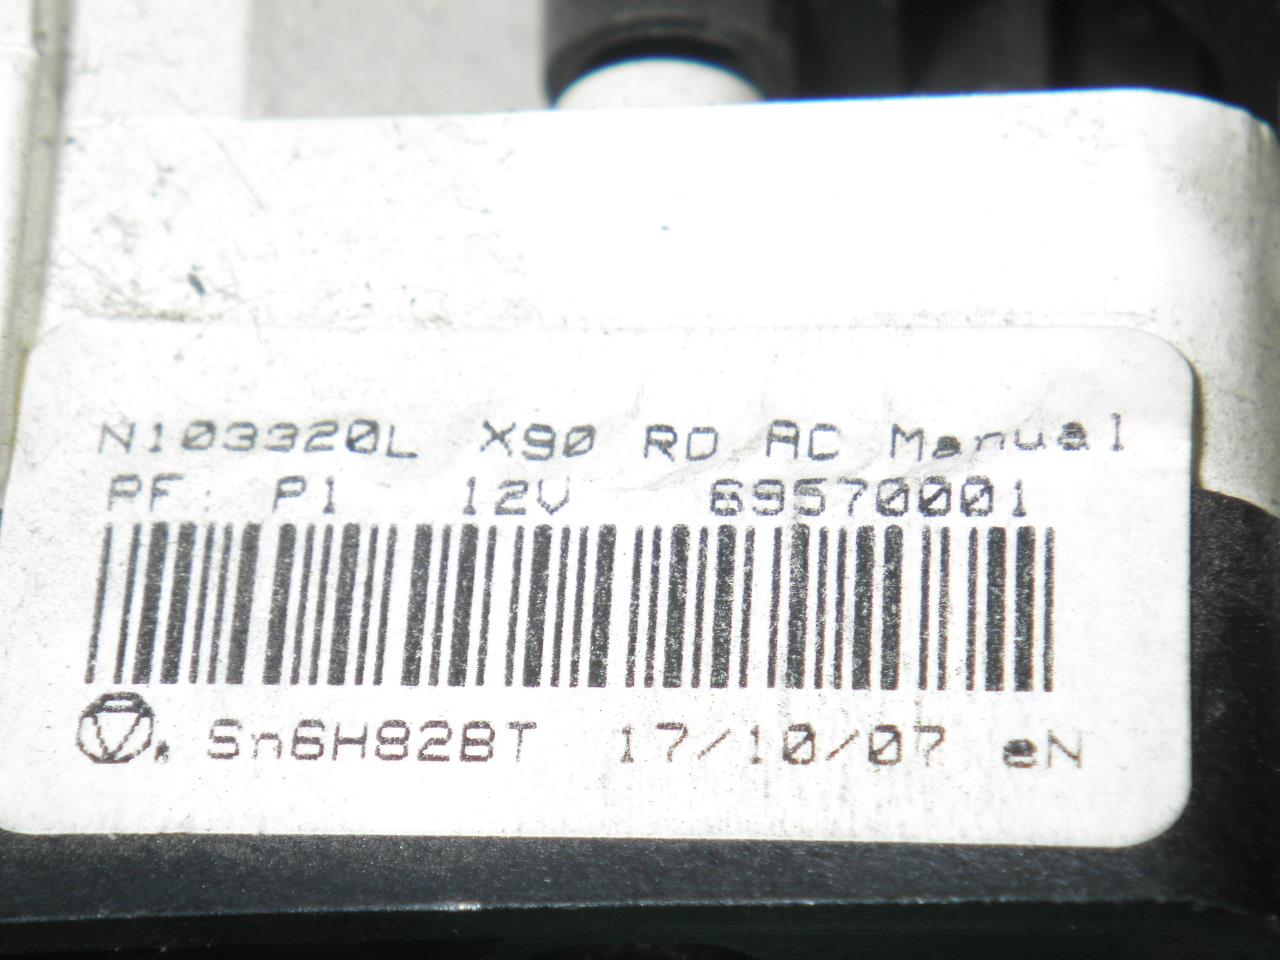 N103320L X90 RD AC Manual
PF: P1 12V 69570001
Sn6H82BT 17/10/07 eN